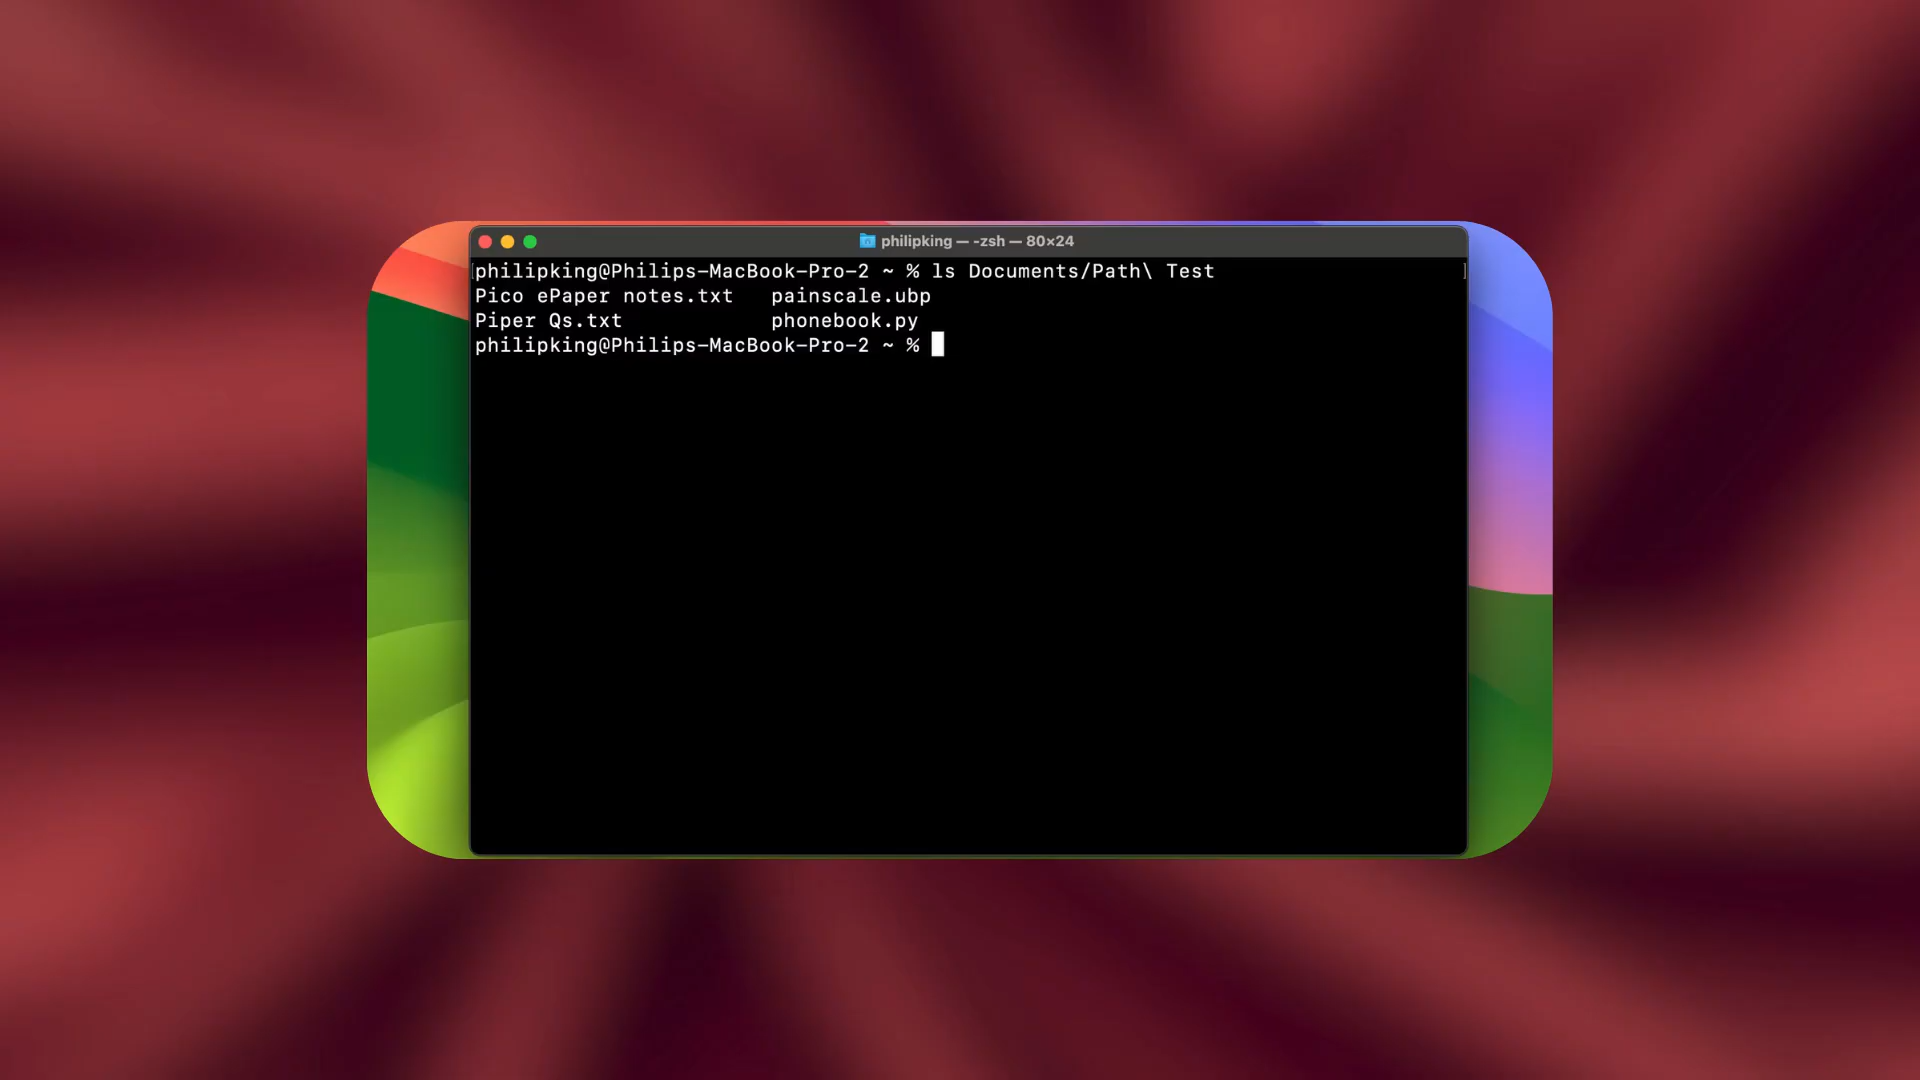 philipking — -zsh — 80×24
philipking@Philips-MacBook-Pro-2 ~ % ls Documents/Path\ Test
Pico ePaper notes.txt   painscale.ubp
Piper Qs.txt            phonebook.py
philipking@Philips-MacBook-Pro-2 ~ %